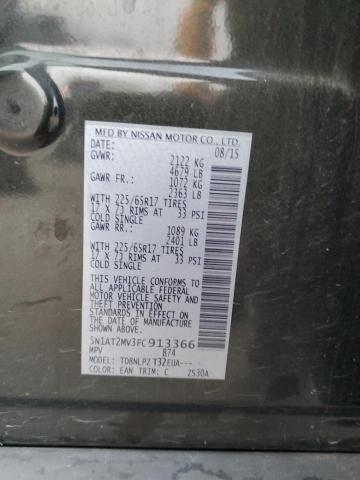 MFD BY NISSAN MOTOR CO., LTD.
DATE: 08/15
GVWR: 2122 KG
4679 LB
GAWR FR.: 1072 KG
2363 LB
WITH 225/65R17 TIRES
17 X 7J RIMS AT 33 PSI
COLD SINGLE
GAWR RR.: 1089 KG
2401 LB
WITH 225/65R17 TIRES
17 X 7J RIMS AT 33 PSI
COLD SINGLE
THIS VEHICLE CONFORMS TO
ALL APPLICABLE FEDERAL
MOTOR VEHICLE SAFETY AND
THEFT PREVENTION STANDARDS
IN EFFECT ON THE DATE OF
MANUFACTURE SHOWN ABOVE.
5N1AT2MV3FC913366
MPV 874
MODEL: TDBNLPZ T32EUA---
COLOR: EAN TRIM: C ZS30A